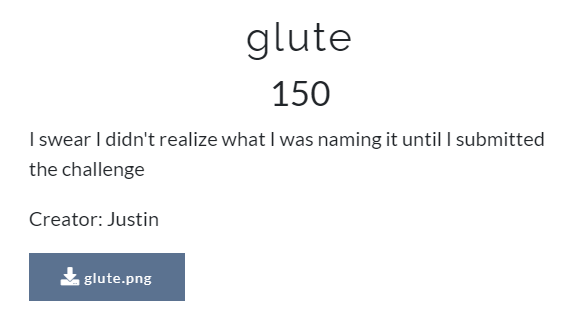 glute
150
I swear I didn't realize what I was naming it until I submitted
the challenge
Creator: Justin
glute.png